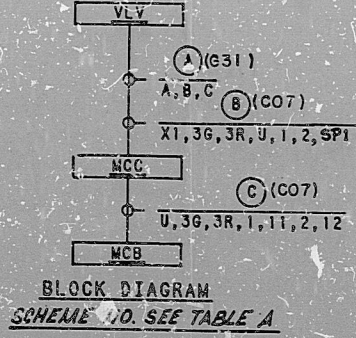 VLV
A (G31)
A,B,C
B (C07)
X1,3G,3R,U,1,2,SP1
MCC
C (C07)
U,3G,3R,1,11,2,12
MCB
BLOCK DIAGRAM
SCHEME NO. SEE TABLE A